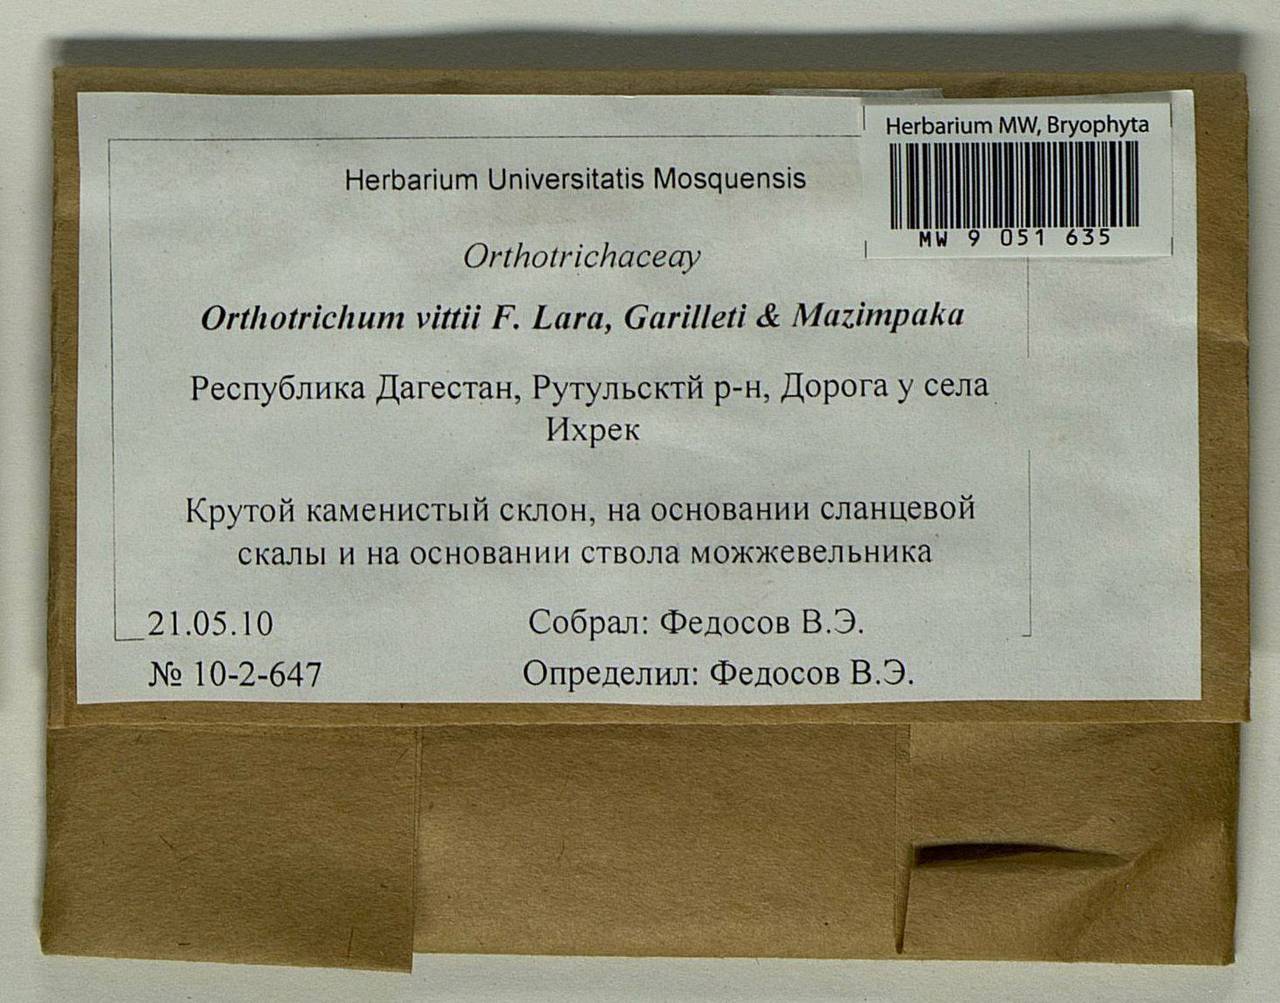 Herbarium MW, Bryophyta
MW 9 051 635
Herbarium Universitatis Mosquensis
Orthotrichaceay
Orthotrichum vittii F. Lara, Garilleti & Mazimpaka
Республика Дагестан, Рутульсктй р-н, Дорога у села
Ихрек
Крутой каменистый склон, на основании сланцевой
скалы и на основании ствола можжевельника
21.05.10 Собрал: Федосов В.Э.
№ 10-2-647 Определил: Федосов В.Э.